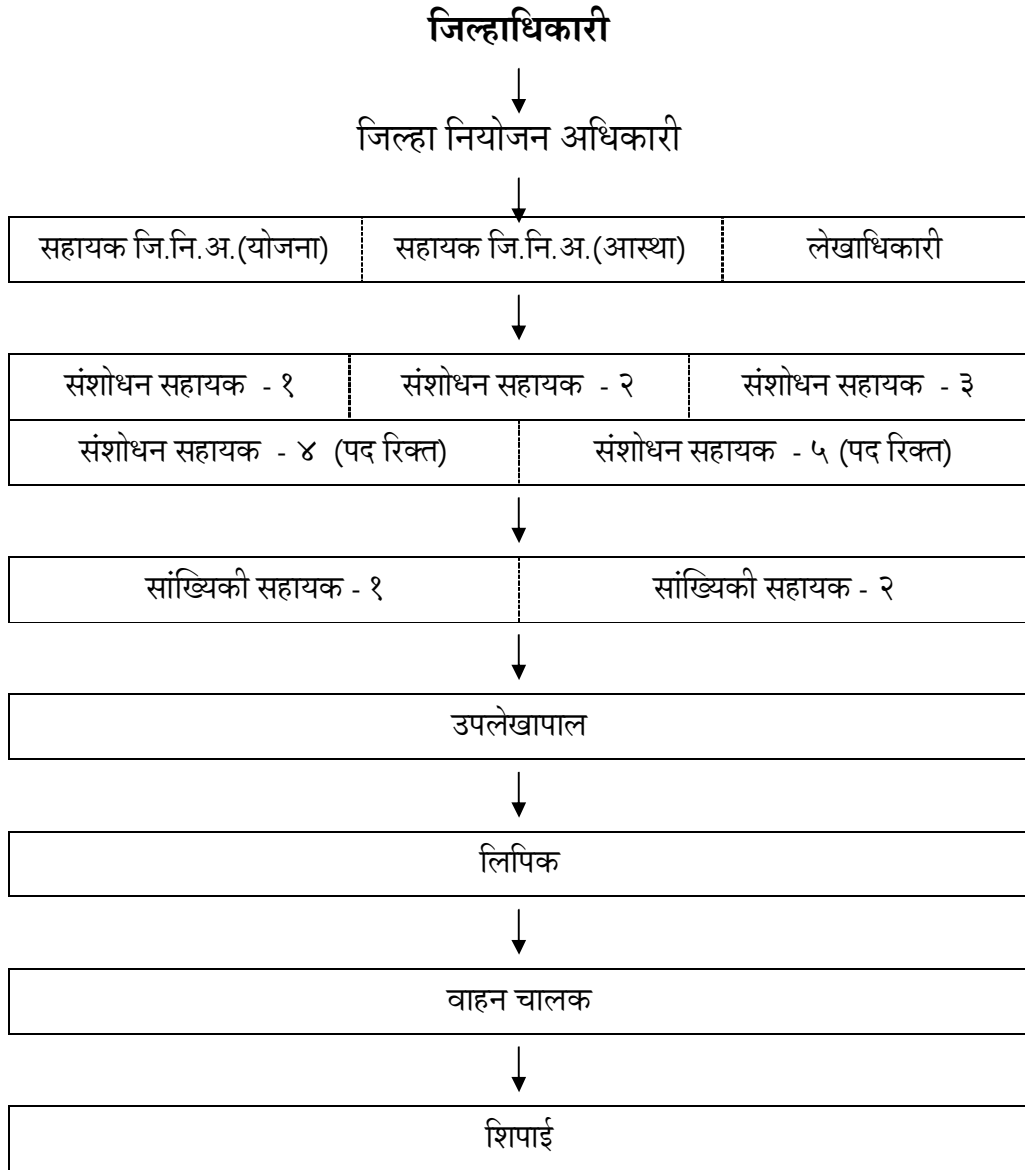 जिल्हाधिकारी
जिल्हा नियोजन अधिकारी
सहायक जि.नि.अ.(योजना) सहायक जि.नि.अ.(आस्था) लेखाधिकारी
संशोधन सहायक - १ संशोधन सहायक - २ संशोधन सहायक - ३
संशोधन सहायक - ४ (पद रिक्त) संशोधन सहायक - ५ (पद रिक्त)
सांख्यिकी सहायक - १ सांख्यिकी सहायक - २
उपलेखापाल
लिपिक
वाहन चालक
शिपाई